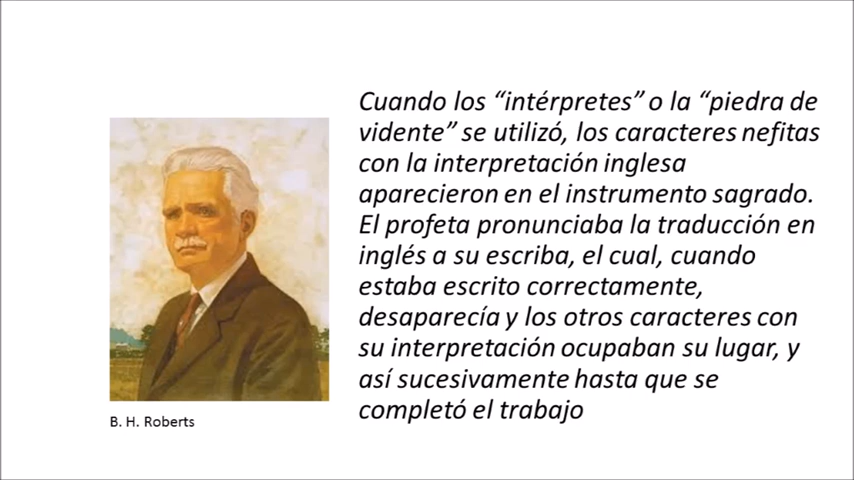 Cuando los “intérpretes” o la “piedra de
vidente” se utilizó, los caracteres nefitas
con la interpretación inglesa
aparecieron en el instrumento sagrado.
El profeta pronunciaba la traducción en
inglés a su escriba, el cual, cuando
estaba escrito correctamente,
desaparecía y los otros caracteres con
su interpretación ocupaban su lugar, y
así sucesivamente hasta que se
completó el trabajo
B. H. Roberts